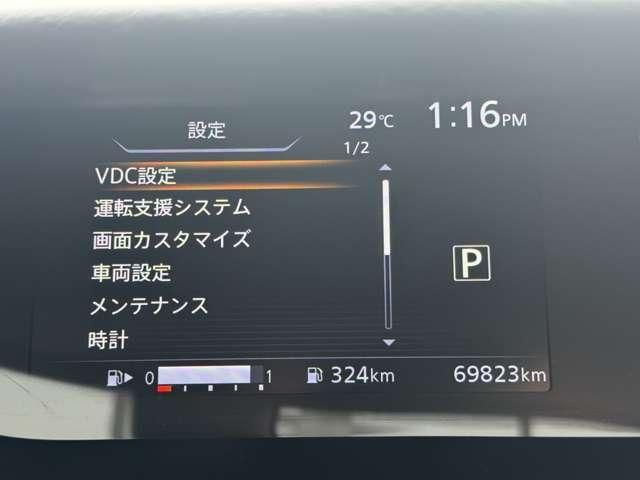 設定
29℃
1:16PM
1/2
VDC設定
運転支援システム
画面カスタマイズ
車両設定
P
メンテナンス
時計
0 1 324km 69823km